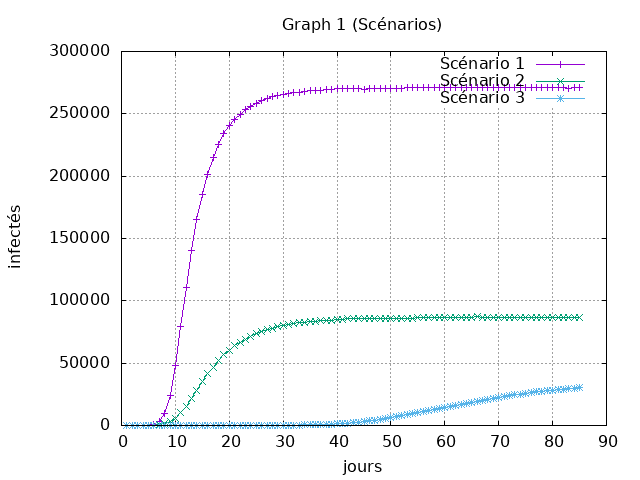 Graph 1 (Scénarios)
300000
250000
200000
150000
100000
50000
0
infectés
Scénario 1
Scénario 2
Scénario 3
0 10 20 30 40 50 60 70 80 90
jours